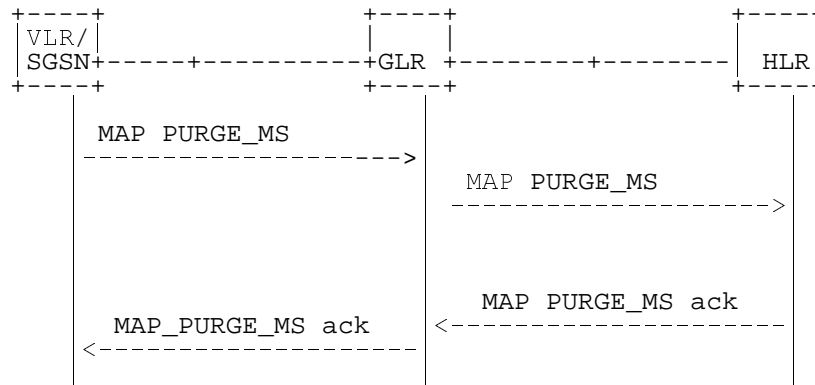 VLR/
SGSN
GLR
HLR
MAP PURGE_MS
MAP PURGE_MS
MAP PURGE_MS ack
MAP_PURGE_MS ack